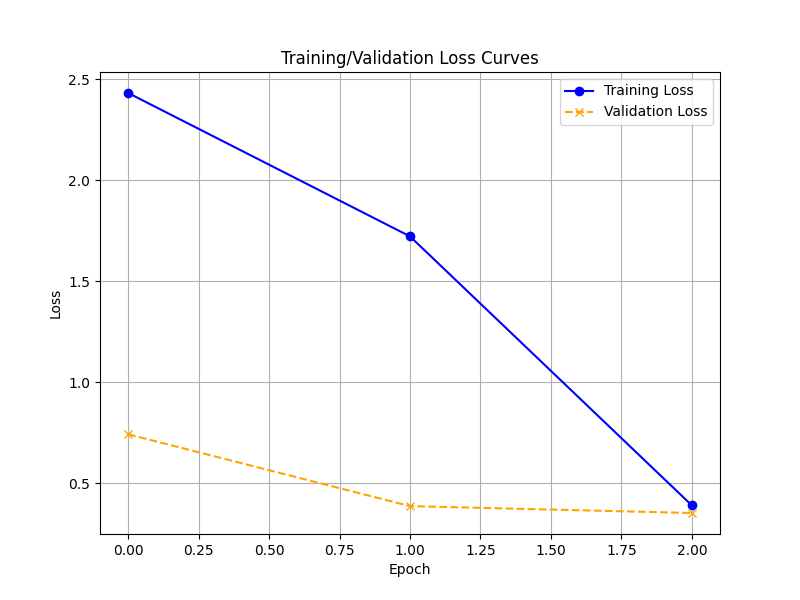 Training/Validation Loss Curves
Training Loss
Validation Loss
2.5
2.0
1.5
1.0
0.5
Loss
0.00 0.25 0.50 0.75 1.00 1.25 1.50 1.75 2.00
Epoch